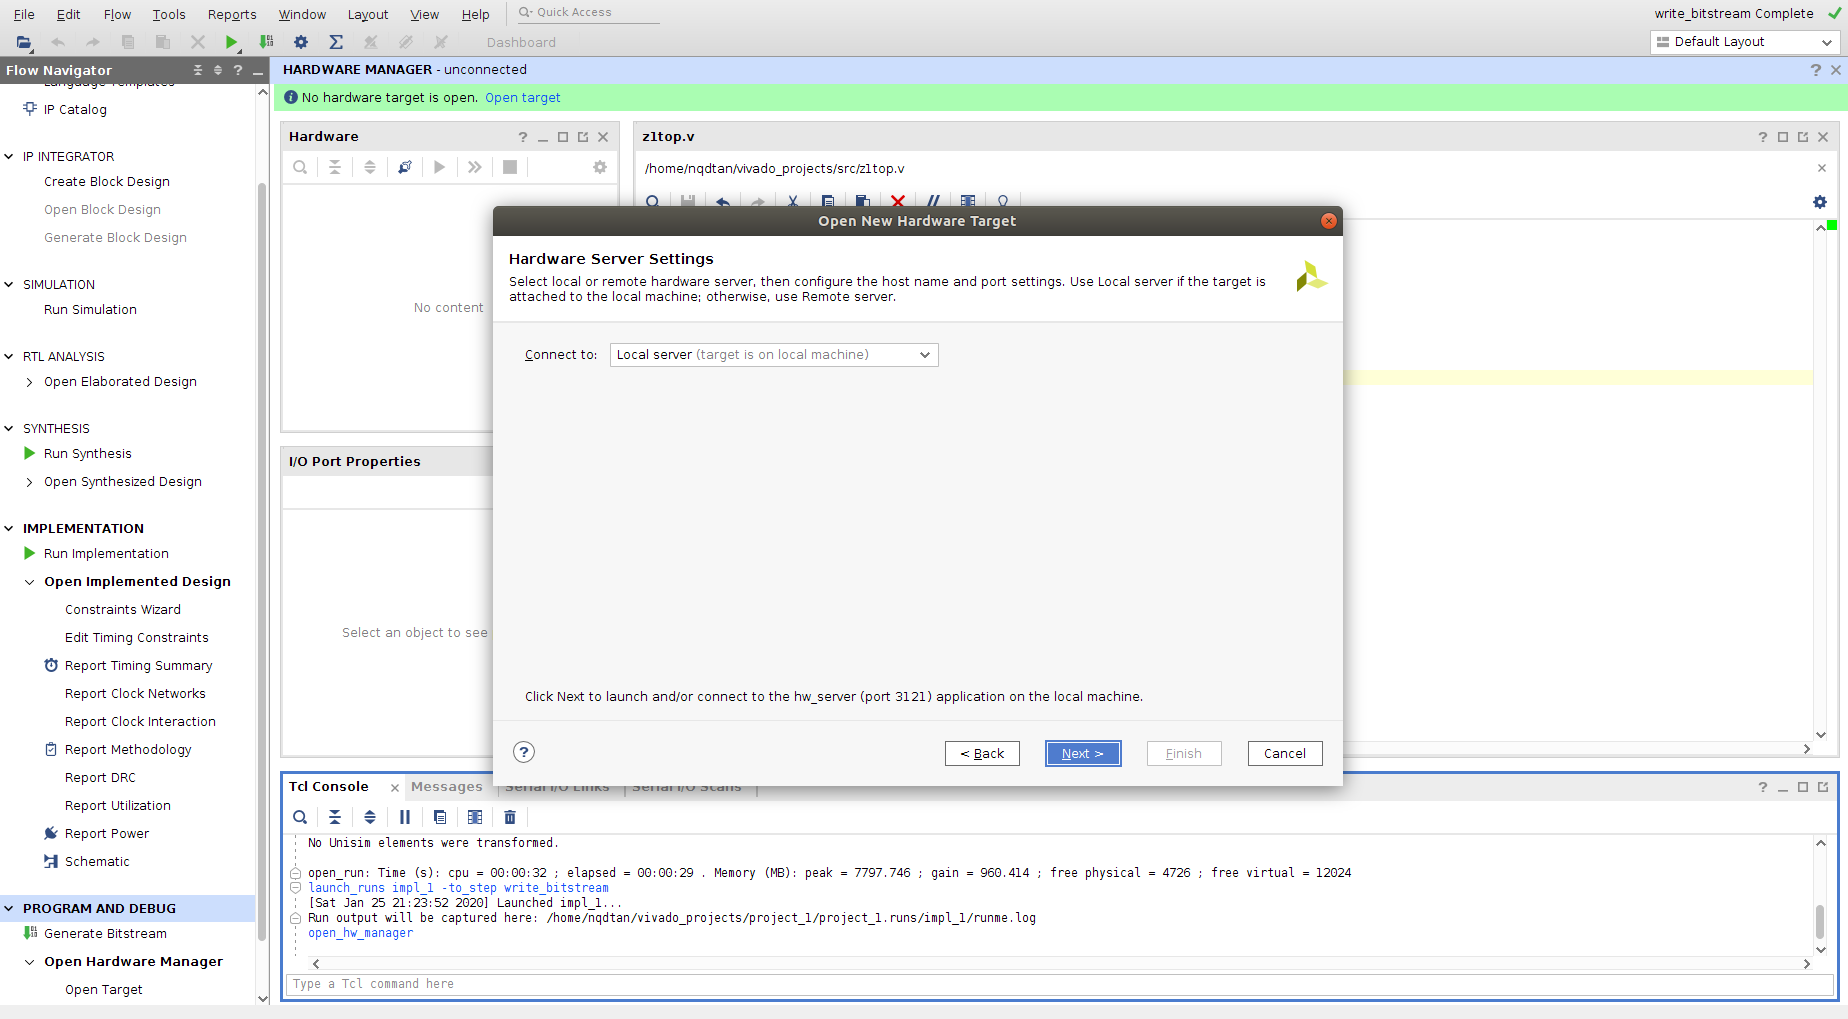 File Edit Flow Tools Reports Window Layout View Help Quick Access
write_bitstream Complete
Dashboard
Default Layout
Flow Navigator
IP Catalog
IP INTEGRATOR
Create Block Design
Open Block Design
Generate Block Design
SIMULATION
Run Simulation
RTL ANALYSIS
Open Elaborated Design
SYNTHESIS
Run Synthesis
Open Synthesized Design
IMPLEMENTATION
Run Implementation
Open Implemented Design
Constraints Wizard
Edit Timing Constraints
Report Timing Summary
Report Clock Networks
Report Clock Interaction
Report Methodology
Report DRC
Report Utilization
Report Power
Schematic
PROGRAM AND DEBUG
Generate Bitstream
Open Hardware Manager
Open Target
HARDWARE MANAGER - unconnected
No hardware target is open. Open target
Hardware
No content
I/O Port Properties
Select an object to see
z1top.v
/home/nqdtan/vivado_projects/src/z1top.v
Open New Hardware Target
Hardware Server Settings
Select local or remote hardware server, then configure the host name and port settings. Use Local server if the target is
attached to the local machine; otherwise, use Remote server.
Connect to: Local server (target is on local machine)
Click Next to launch and/or connect to the hw_server (port 3121) application on the local machine.
? < Back Next > Finish Cancel
Tcl Console Messages Serial I/O Links Serial I/O Scans
No Unisim elements were transformed.
open_run: Time (s): cpu = 00:00:32 ; elapsed = 00:00:29 . Memory (MB): peak = 7797.746 ; gain = 960.414 ; free physical = 4726 ; free virtual = 12024
launch_runs impl_1 -to_step write_bitstream
[Sat Jan 25 21:23:52 2020] Launched impl_1...
Run output will be captured here: /home/nqdtan/vivado_projects/project_1/project_1.runs/impl_1/runme.log
open_hw_manager
Type a Tcl command here